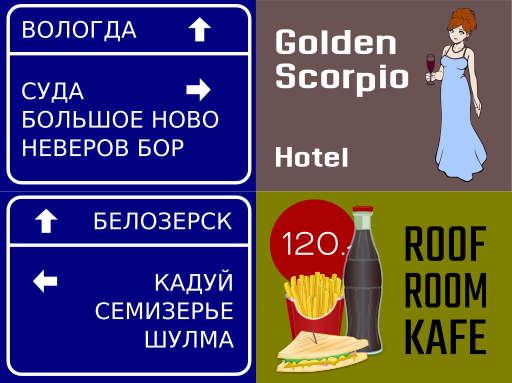 ВОЛОГДА
СУДА
БОЛЬШОЕ НОВО
НЕВЕРОВ БОР
Golden
Scorpio
Hotel
БЕЛОЗЕРСК
КАДУЙ
СЕМИЗЕРЬЕ
ШУЛМА
120.-
ROOF
ROOM
KAFE